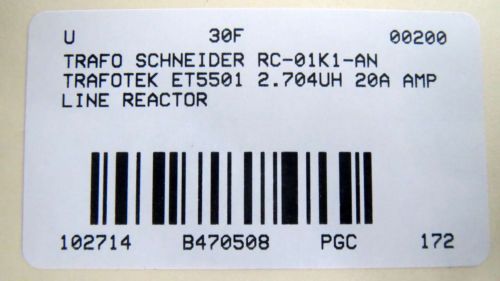 U 30F 00200
TRAFO SCHNEIDER RC-01K1-AN
TRAFOTEK ET5501 2.704UH 20A AMP
LINE REACTOR
102714 B470508 PGC 172